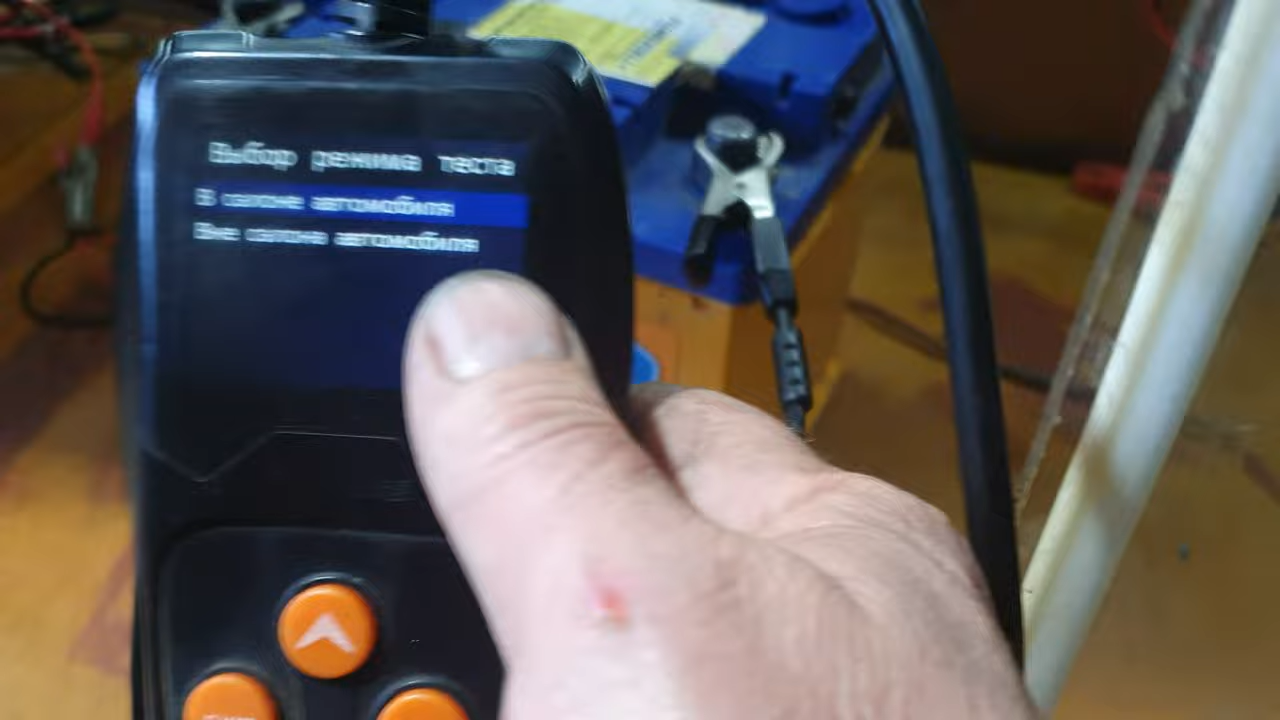 Выбор режима теста
В салоне автомобиля
Вне салона автомобиля